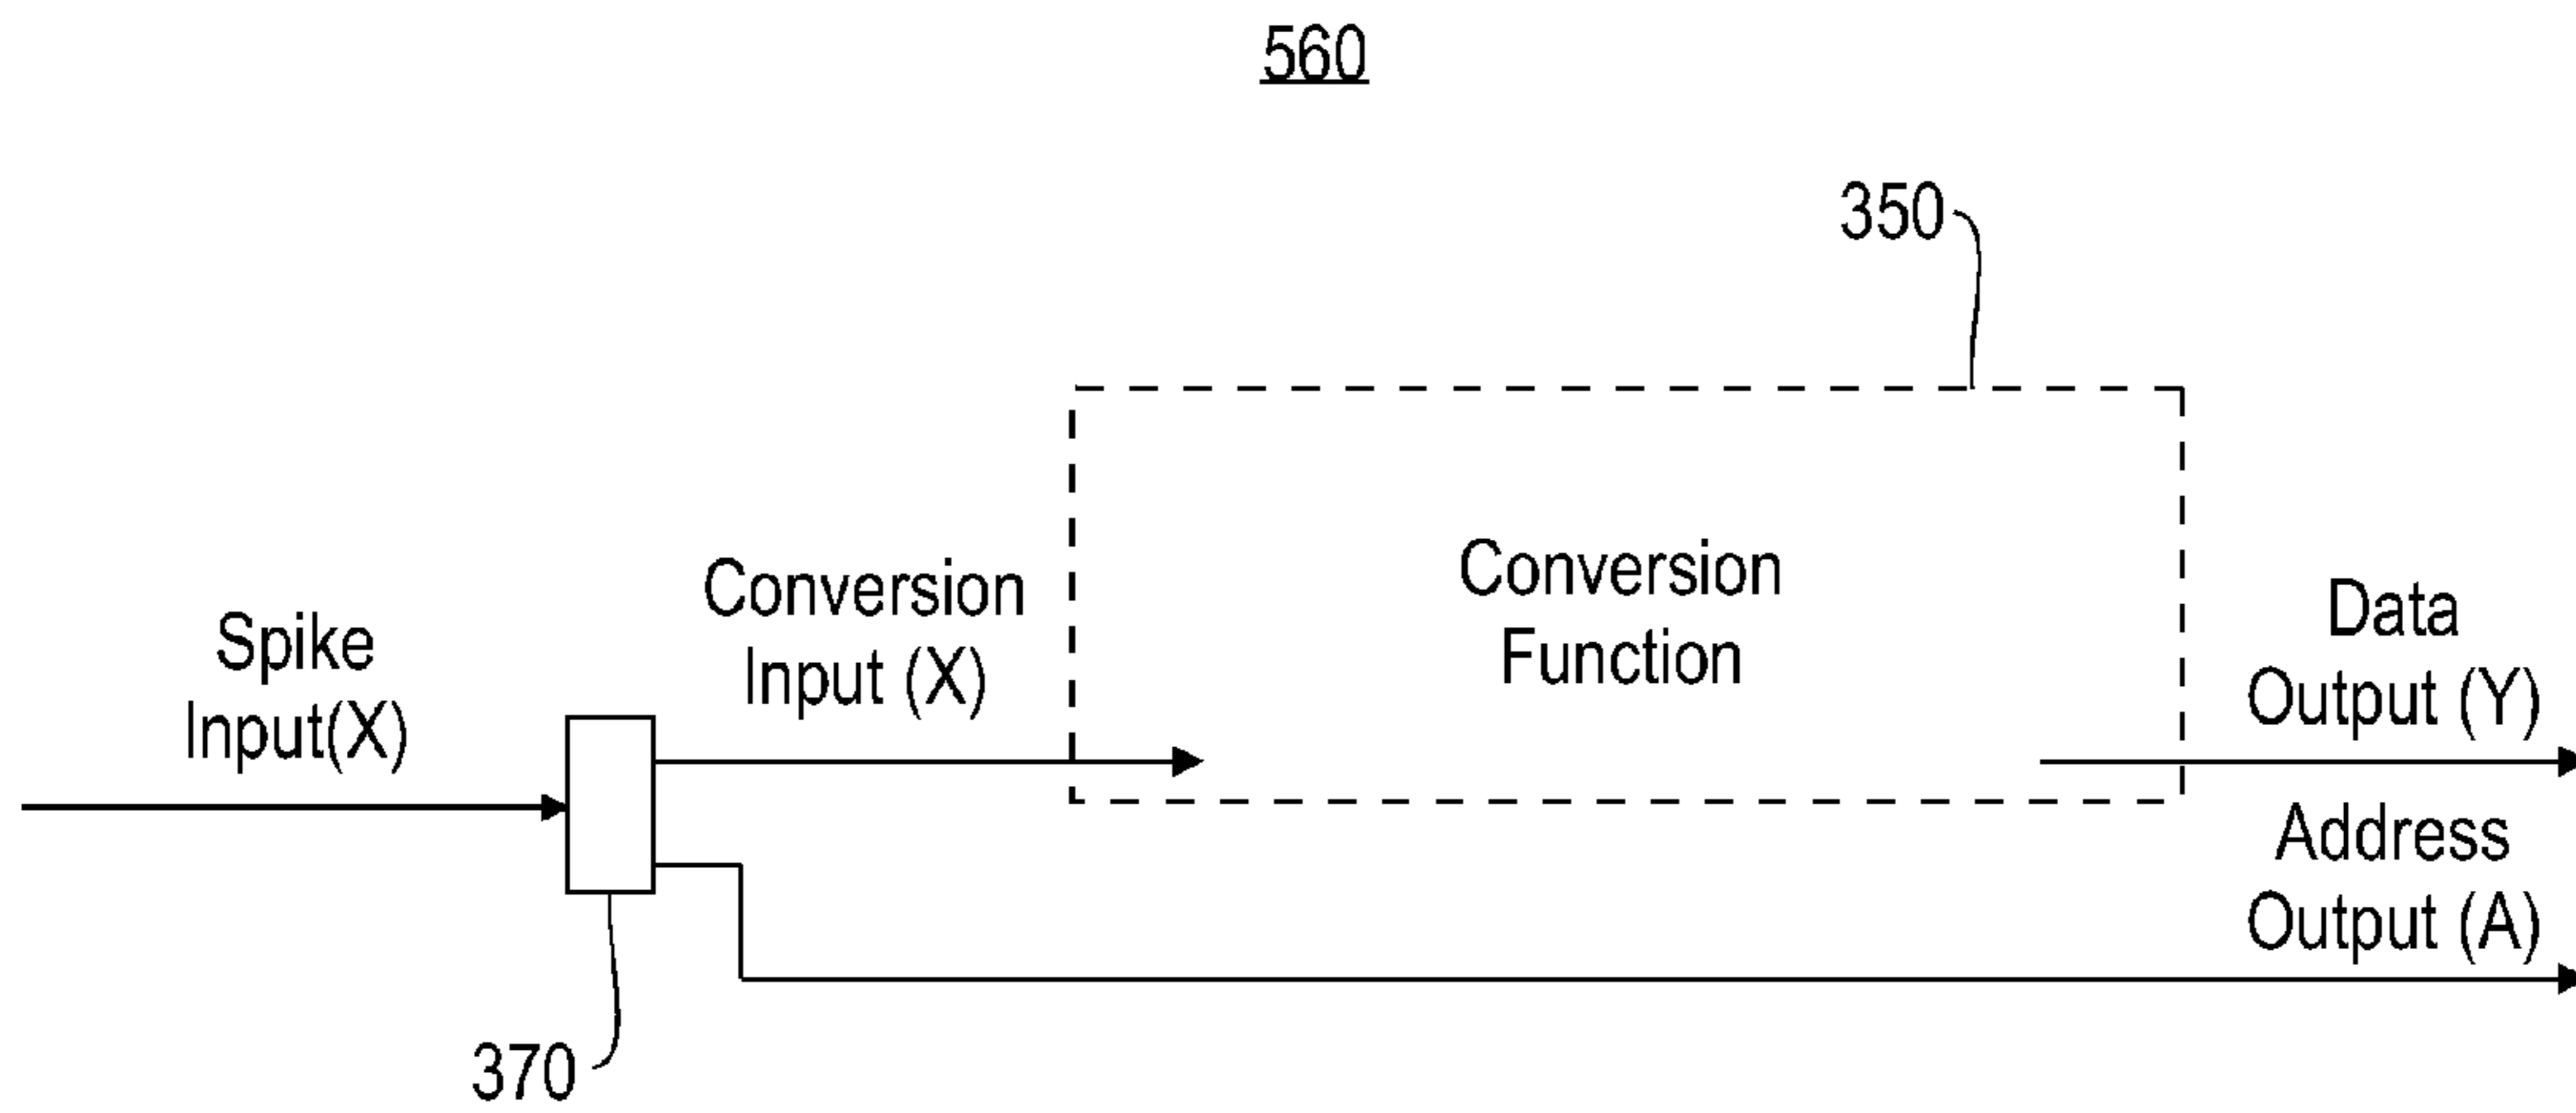 560
350
Spike
Input(X)
Conversion
Input (X)
Conversion
Function
Data
Output (Y)
Address
Output (A)
370